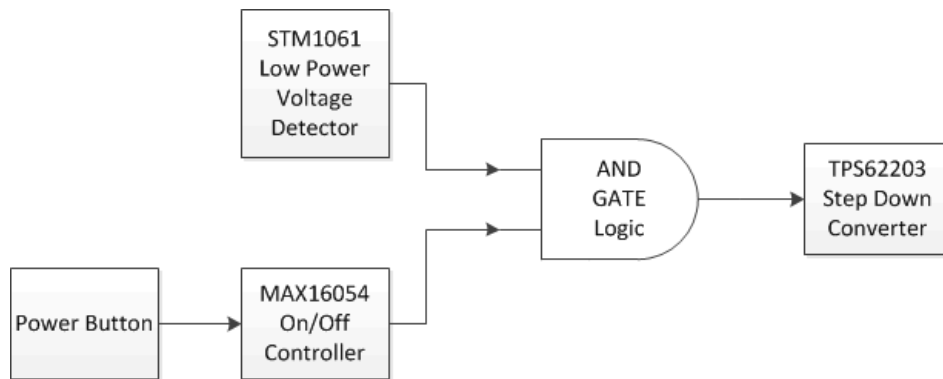 STM1061
Low Power
Voltage
Detector
AND
GATE
Logic
TPS62203
Step Down
Converter
Power Button
MAX16054
On/Off
Controller